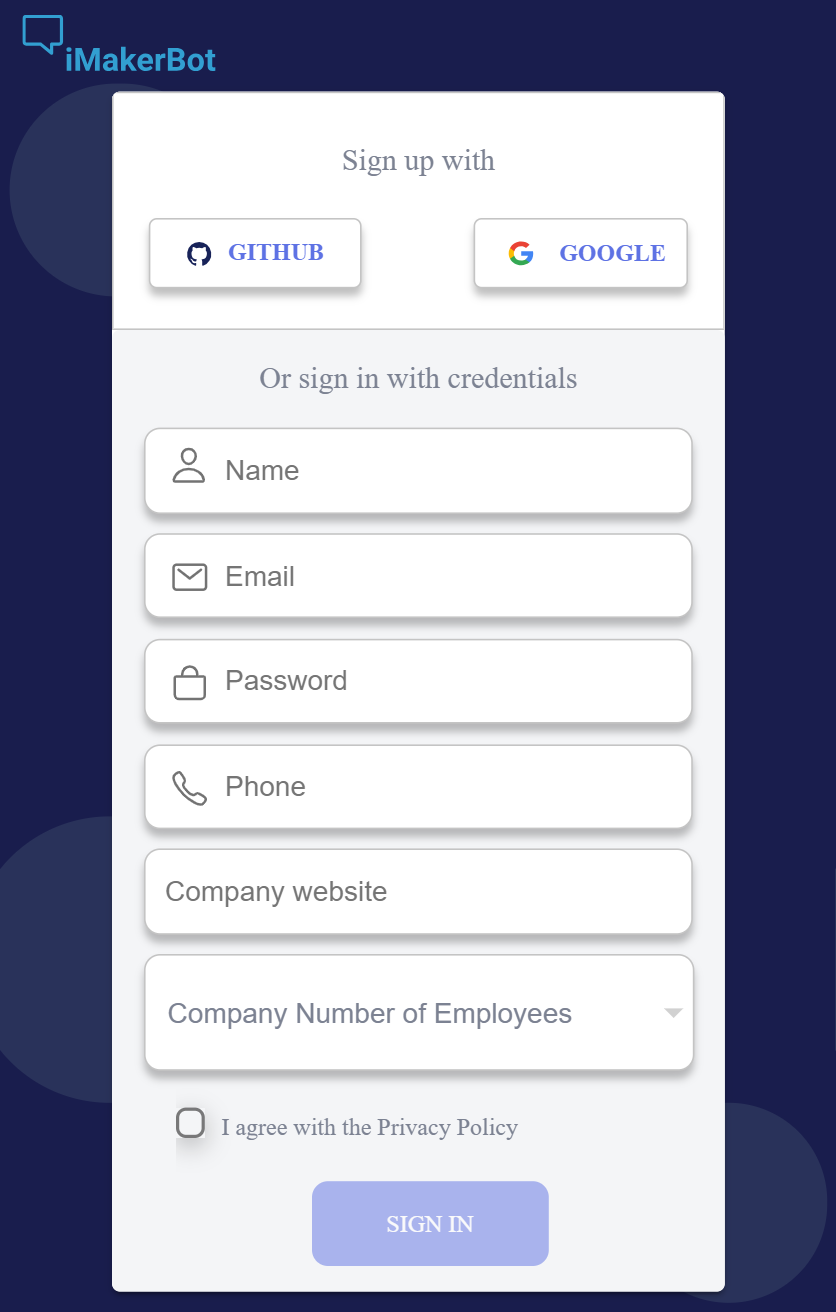 iMakerBot
Sign up with
GITHUB
GOOGLE
Or sign in with credentials
Name
Email
Password
Phone
Company website
Company Number of Employees
I agree with the Privacy Policy
SIGN IN